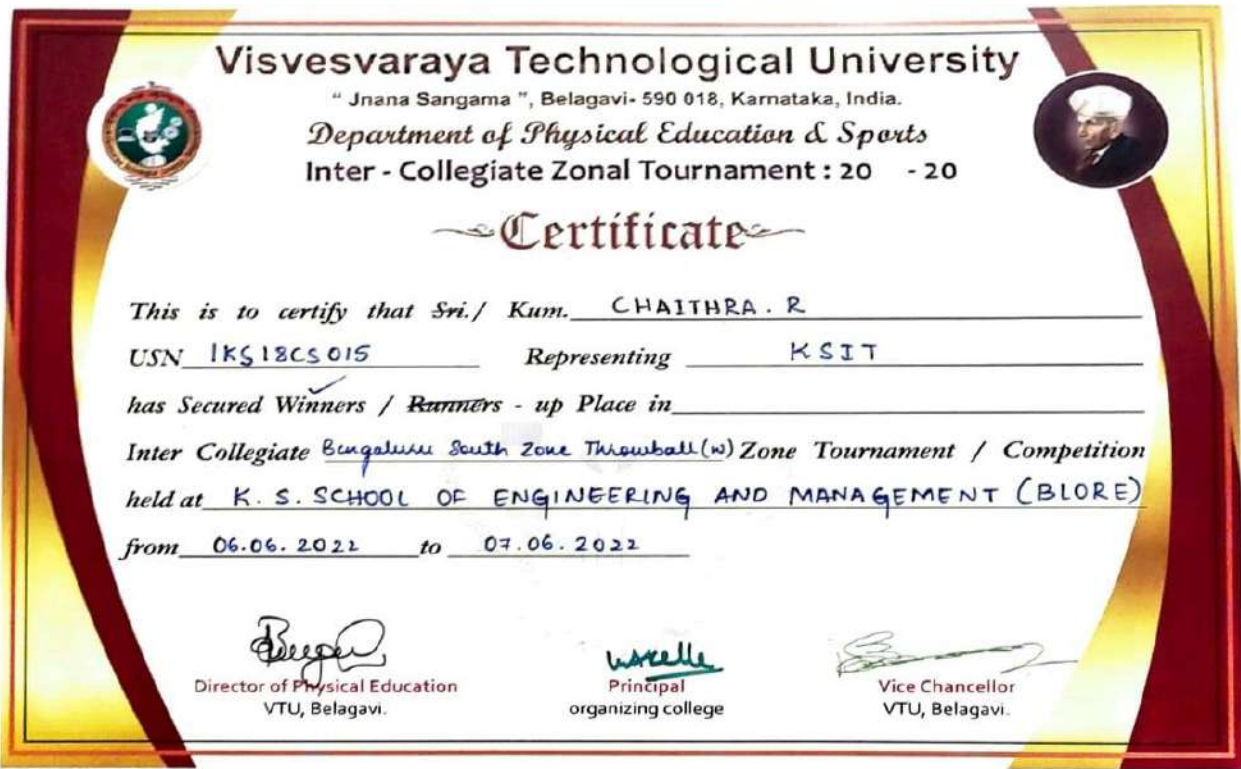 Visvesvaraya Technological University
“ Jnana Sangama ”, Belagavi- 590 018, Karnataka, India.
Department of Physical Education & Sports
Inter - Collegiate Zonal Tournament : 20 - 20
Certificate
This is to certify that Sri./ Kum. CHAITHRA . R
USN 1KS18CS015 Representing KSIT
has Secured Winners / Runners - up Place in
Inter Collegiate Bengaluru South Zone Throwball (w) Zone Tournament / Competition
held at K. S. SCHOOL OF ENGINEERING AND MANAGEMENT (BLORE)
from 06.06.2022 to 07.06.2022
Director of Physical Education Principal Vice Chancellor
VTU, Belagavi. organizing college VTU, Belagavi.